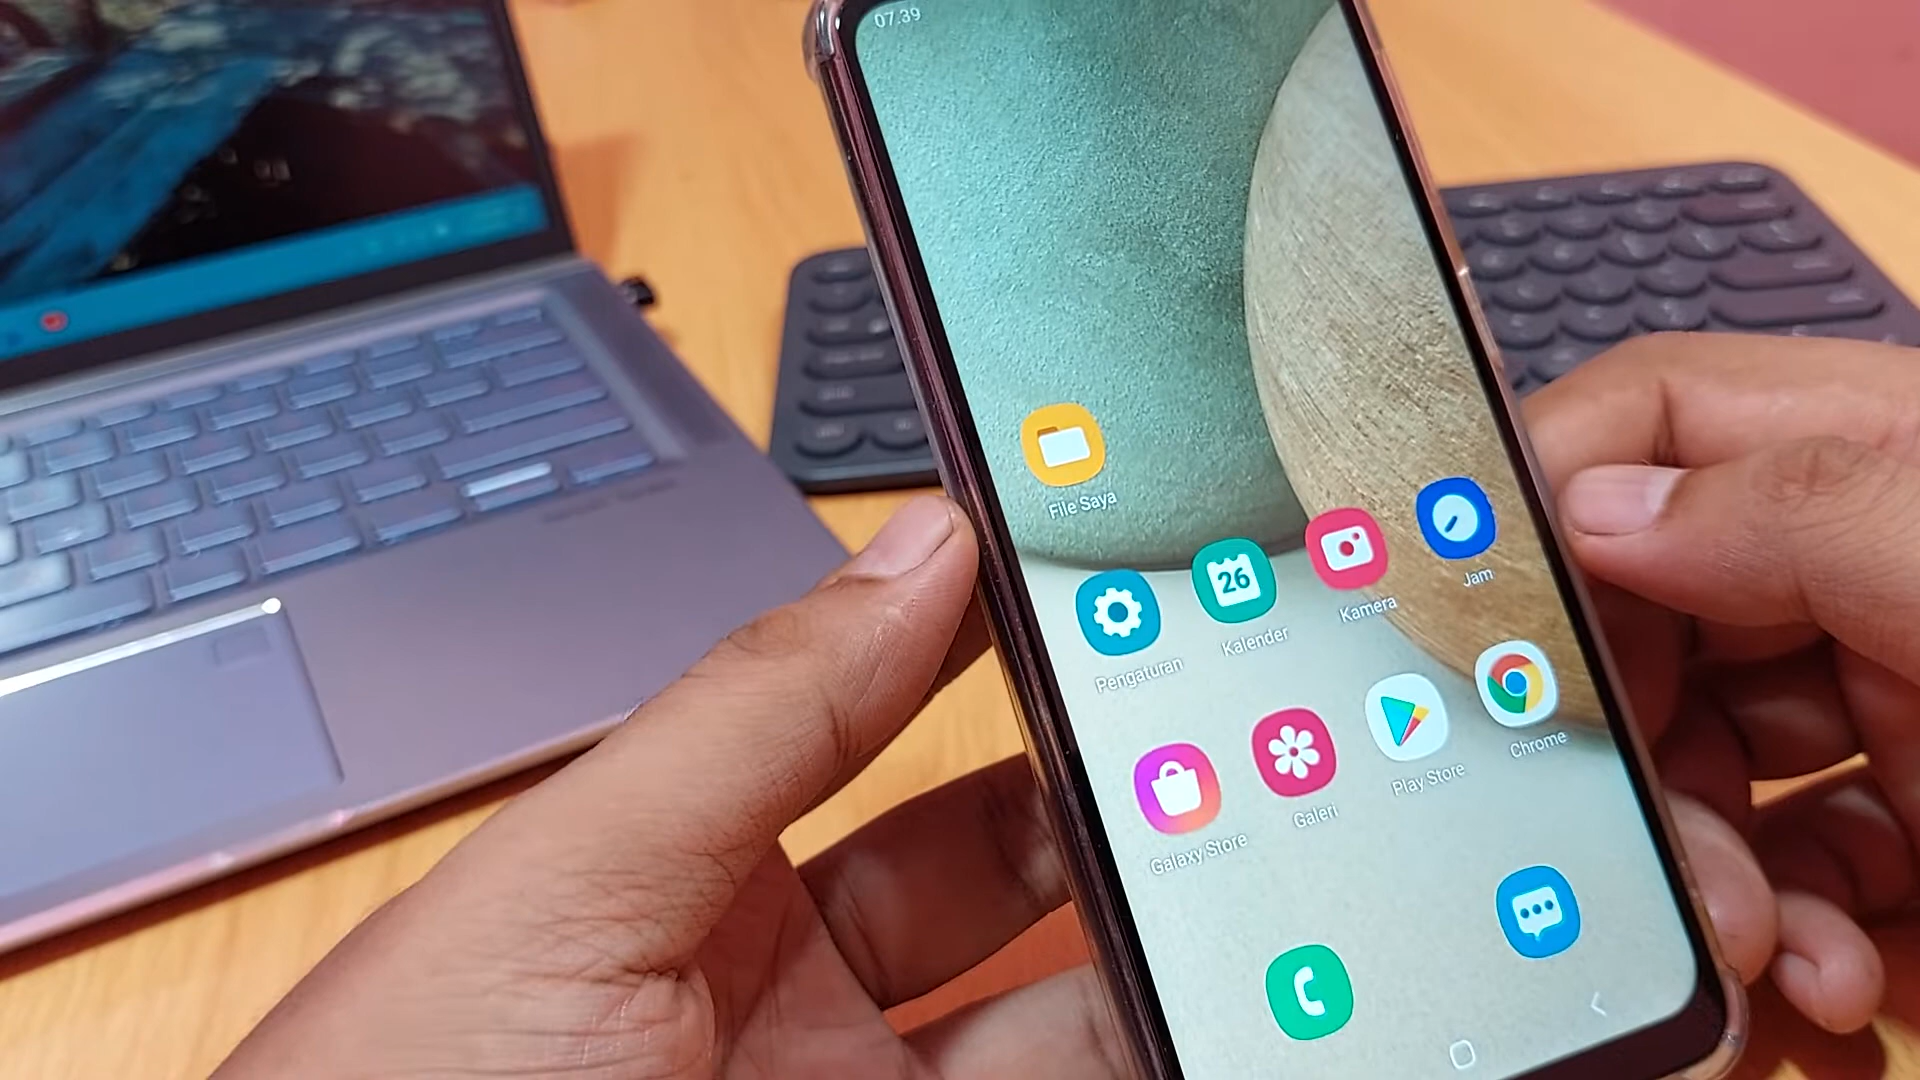 07.39
File Saya
Pengaturan
26
Kalender
Kamera
Jam
Galaxy Store
Galeri
Play Store
Chrome